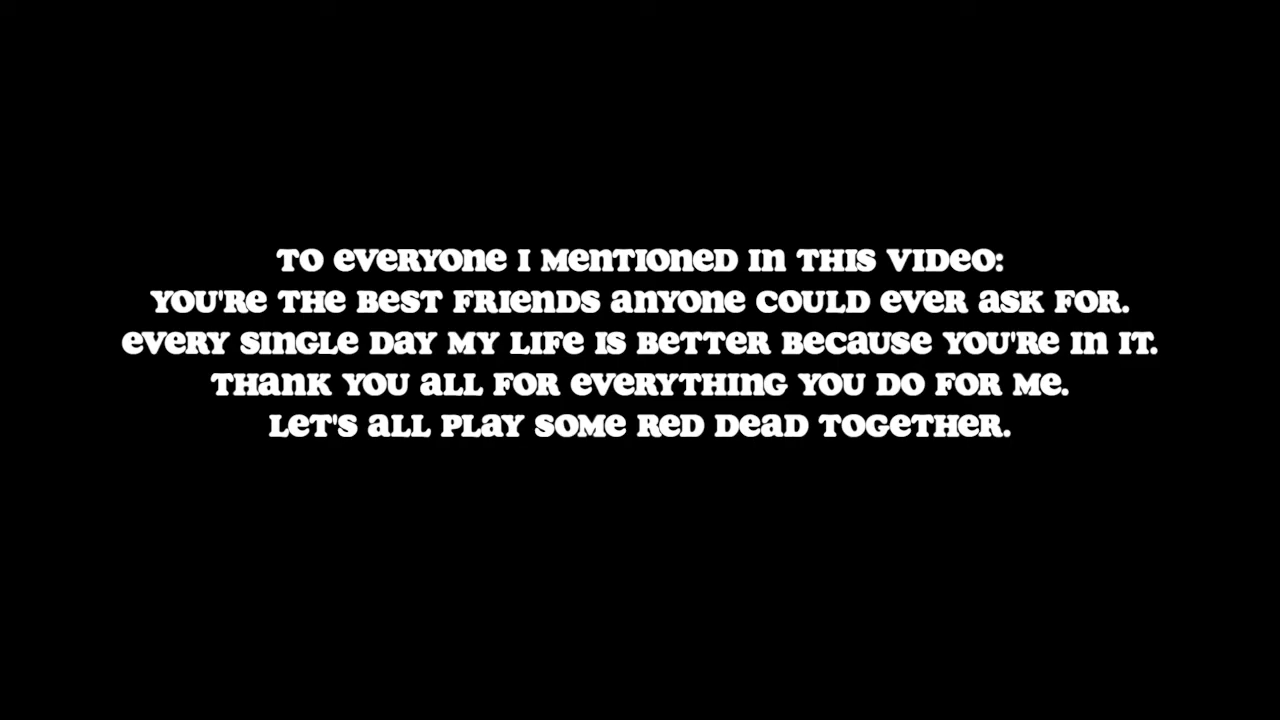 TO EVERYONE I MENTIONED IN THIS VIDEO:
YOU'RE THE BEST FRIENDS ANYONE COULD EVER ASK FOR.
EVERY SINGLE DAY MY LIFE IS BETTER BECAUSE YOU'RE IN IT.
THANK YOU ALL FOR EVERYTHING YOU DO FOR ME.
LET'S ALL PLAY SOME RED DEAD TOGETHER.